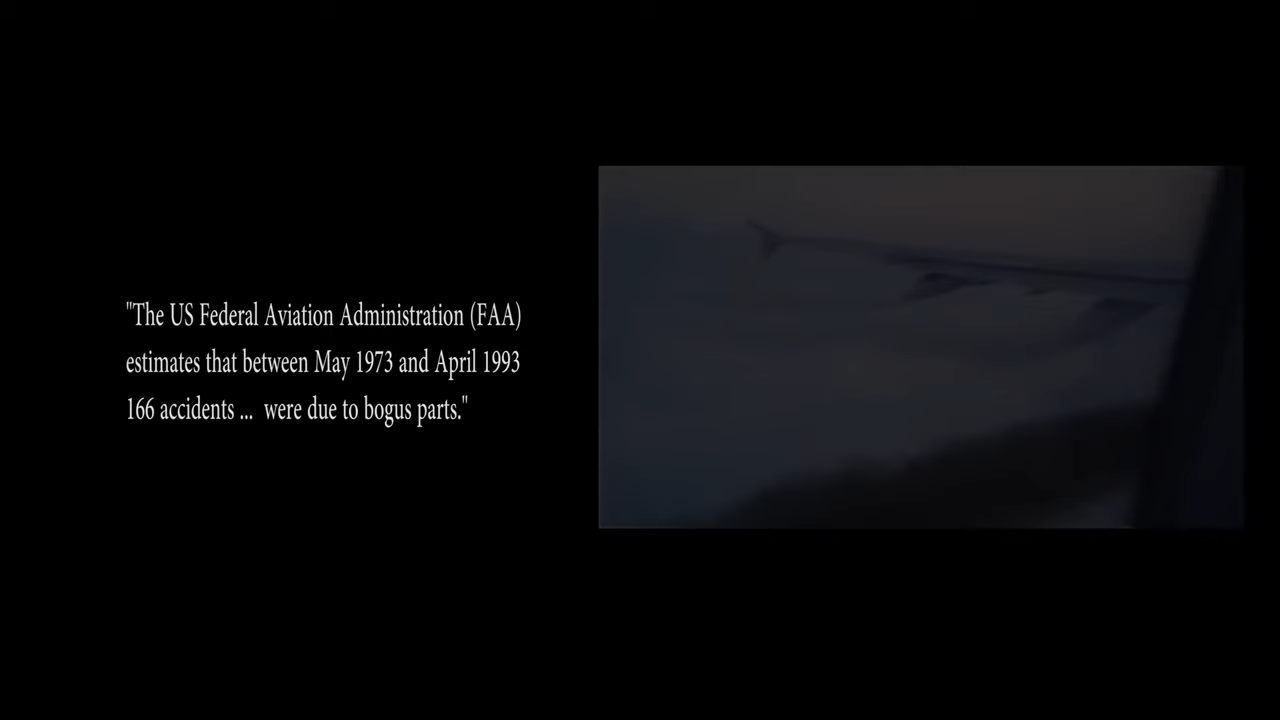 "The US Federal Aviation Administration (FAA)
estimates that between May 1973 and April 1993
166 accidents ...  were due to bogus parts."